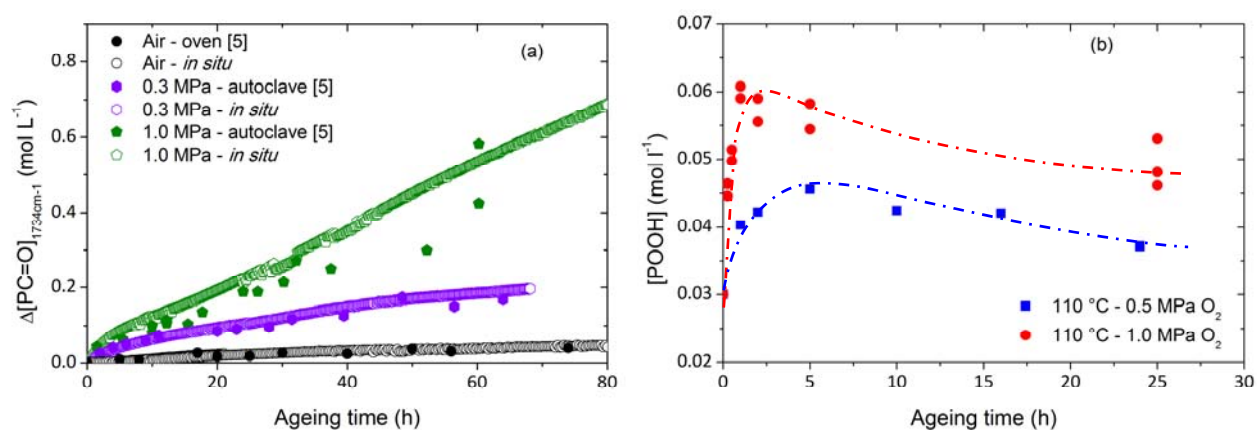 (a)
Air - oven [5]
Air - in situ
0.3 MPa - autoclave [5]
0.3 MPa - in situ
1.0 MPa - autoclave [5]
1.0 MPa - in situ
Δ[PC=O]1734cm-1 (mol L-1)
0.8
0.6
0.4
0.2
0.0
0 20 40 60 80
Ageing time (h)
(b)
[POOH] (mol l-1)
0.07
0.06
0.05
0.04
0.03
0.02
110 °C - 0.5 MPa O2
110 °C - 1.0 MPa O2
0 5 10 15 20 25 30
Ageing time (h)